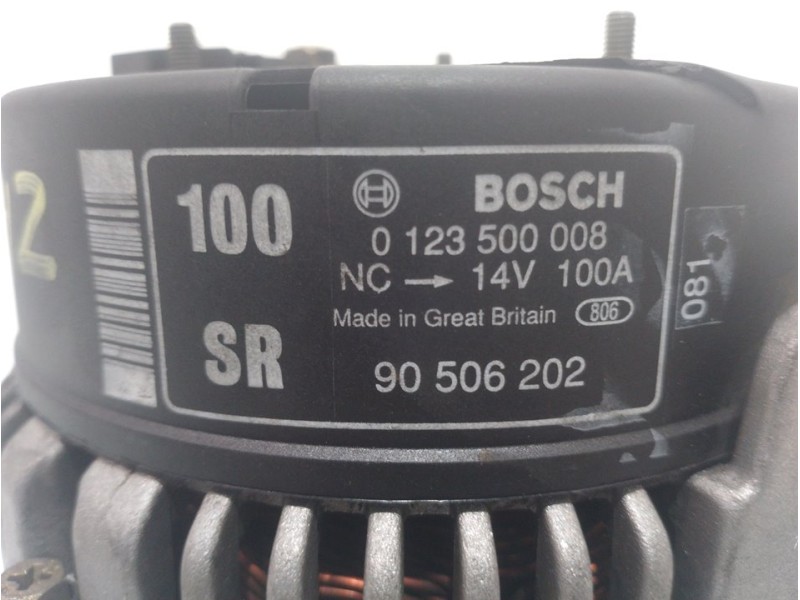 100
SR
BOSCH
0 123 500 008
NC → 14V 100A
Made in Great Britain 806
90 506 202
081